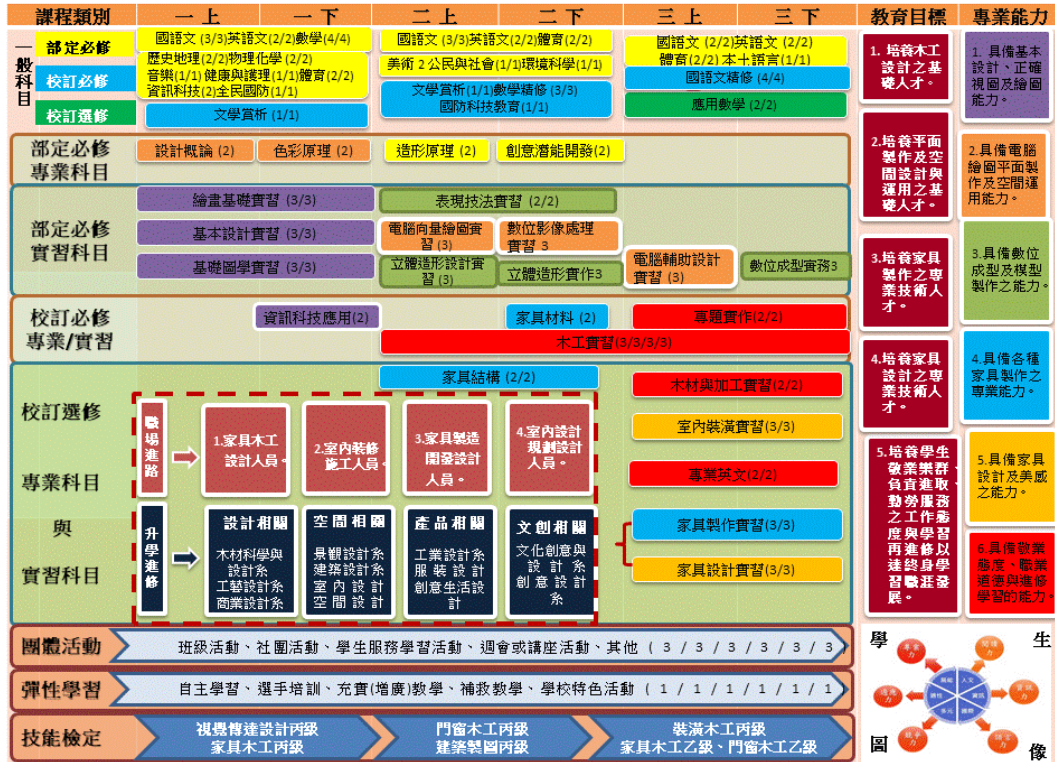 課程類別
一上
一下
二上
二下
三上
三下
教育目標
專業能力
一般科目
部定必修
校訂必修
校訂選修
國語文 (3/3)英語文(2/2)數學(4/4)
歷史地理(2/2)物理化學 (2/2)
音樂(1/1)健康與護理(1/1)體育(2/2)
資訊科技(2)全民國防(1/1)
文學賞析 (1/1)
國語文 (3/3)英語文(2/2)體育(2/2)
美術 2 公民與社會(1/1)環境科學(1/1)
文學賞析(1/1)數學精修 (3/3)
國防科技教育(1/1)
國語文 (2/2)英語文 (2/2)
體育(2/2) 本土語言(1/1)
國語文精修 (4/4)
應用數學 (2/2)
部定必修
專業科目
設計概論 (2)
色彩原理 (2)
造形原理 (2)
創意潛能開發(2)
部定必修
實習科目
繪畫基礎實習 (3/3)
表現技法實習 (2/2)
基本設計實習 (3/3)
電腦向量繪圖實
習 (3)
數位影像處理
實習 3
基礎圖學實習 (3/3)
立體造形設計實
習 (3)
立體造形實作3
電腦輔助設計
實習 (3)
數位成型實務3
校訂必修
專業/實習
資訊科技應用(2)
家具材料 (2)
專題實作(2/2)
木工實習(3/3/3/3)
校訂選修
專業科目
與
實習科目
家具結構 (2/2)
木材與加工實習(2/2)
室內裝潢實習(3/3)
專業英文(2/2)
家具製作實習(3/3)
家具設計實習(3/3)
職場進路
1.家具木工
設計人員。
2.室內裝修
施工人員。
3.家具製造
開發設計
人員。
4.室內設計
規劃設計
人員。
升學進修
設計相關
木材科學與
設計系
工藝設計系
商業設計系
空間相關
景觀設計系
建築設計系
室內設計
空間設計
產品相關
工業設計系
服裝設計
創意生活設
計
文創相關
文化創意與
設計系
創意設計
系
團體活動
班級活動、社團活動、學生服務學習活動、週會或講座活動、其他 ( 3 / 3 / 3 / 3 / 3 / 3 )
彈性學習
自主學習、選手培訓、充實(增廣)教學、補救教學、學校特色活動 ( 1 / 1 / 1 / 1 / 1 / 1 )
技能檢定
視覺傳達設計丙級
家具木工丙級
門窗木工丙級
建築製圖丙級
裝潢木工丙級
家具木工乙級、門窗木工乙級
1. 培養木工
設計之基
礎人才。
2.培養平面
製作及空
間設計與
運用之基
礎人才。
3.培養家具
製作之專
業技術人
才。
4.培養家具
設計之專
業技術人
才。
5.培養學生
敬業樂群、
負責進取、
勤勞服務
之工作態
度與學習
再進修以
達終身學
習職涯發
展。
1. 具備基本
設計、正確
視圖及繪圖
能力。
2.具備電腦
繪圖平面製
作及空間運
用能力。
3.具備數位
成型及模型
製作之能力。
4.具備各種
家具製作之
專業能力。
5.具備家具
設計及美感
之能力。
6.具備敬業
態度、職業
道德與進修
學習的能力。
學
生
圖
像